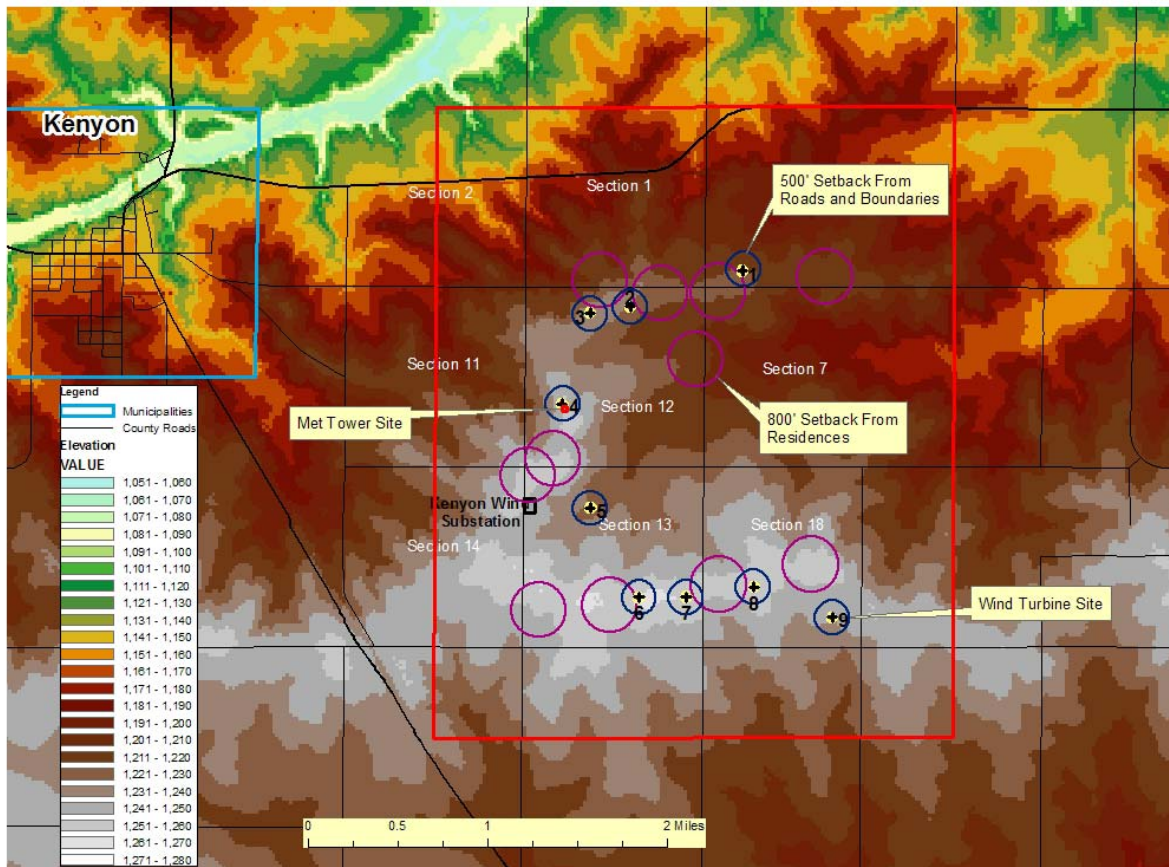 Kenyon
500' Setback From
Roads and Boundaries
Section 1
Section 2
1
2
3
Section 11
Section 7
Legend
Municipalities
County Roads
Elevation
VALUE
1,051 - 1,060
1,061 - 1,070
1,071 - 1,080
1,081 - 1,090
1,091 - 1,100
1,101 - 1,110
1,111 - 1,120
1,121 - 1,130
1,131 - 1,140
1,141 - 1,150
1,151 - 1,160
1,161 - 1,170
1,171 - 1,180
1,181 - 1,190
1,191 - 1,200
1,201 - 1,210
1,211 - 1,220
1,221 - 1,230
1,231 - 1,240
1,241 - 1,250
1,251 - 1,260
1,261 - 1,270
1,271 - 1,280
Met Tower Site
4
Section 12
800' Setback From
Residences
Kenyon Wind
Substation
5
Section 13
Section 18
Section 14
6
7
8
9
Wind Turbine Site
0 0.5 1 2 Miles